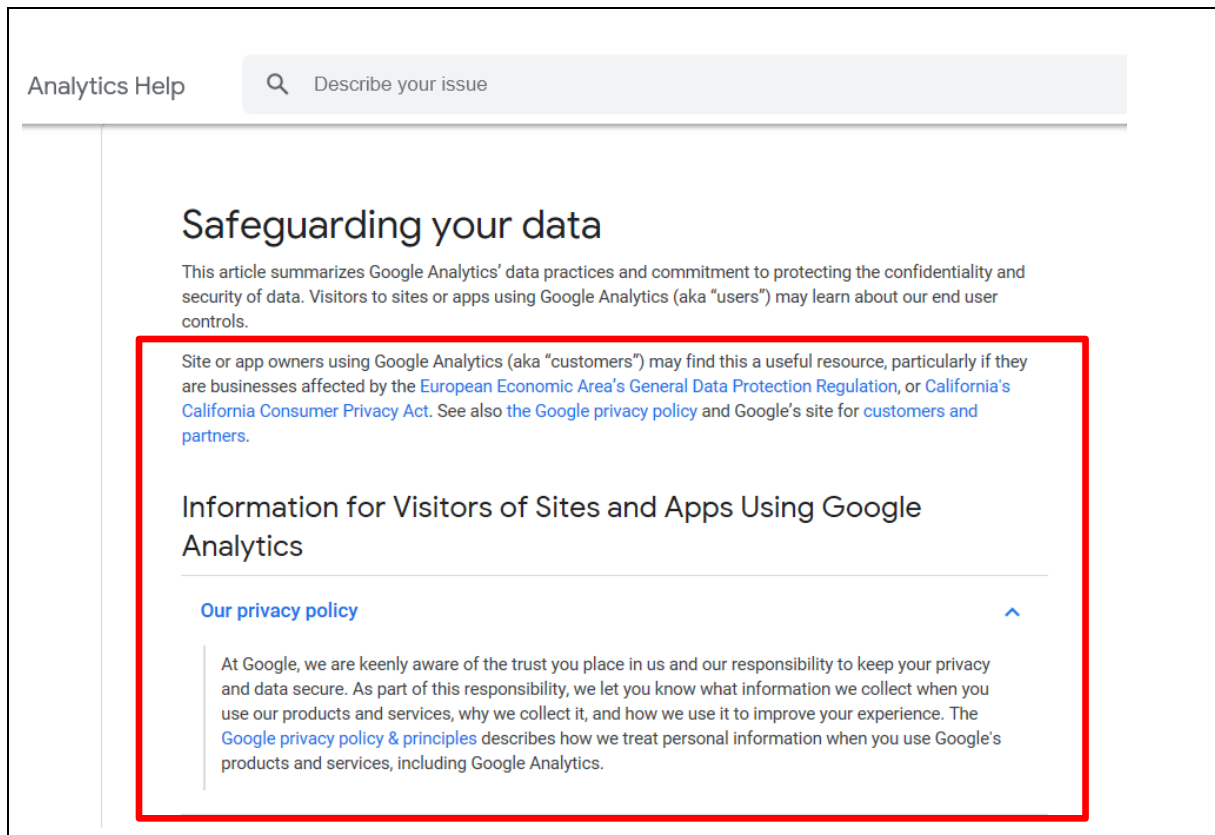 Analytics Help
Describe your issue
Safeguarding your data
This article summarizes Google Analytics’ data practices and commitment to protecting the confidentiality and
security of data. Visitors to sites or apps using Google Analytics (aka “users”) may learn about our end user
controls.
Site or app owners using Google Analytics (aka “customers”) may find this a useful resource, particularly if they
are businesses affected by the European Economic Area’s General Data Protection Regulation, or California's
California Consumer Privacy Act. See also the Google privacy policy and Google’s site for customers and
partners.
Information for Visitors of Sites and Apps Using Google
Analytics
Our privacy policy
At Google, we are keenly aware of the trust you place in us and our responsibility to keep your privacy
and data secure. As part of this responsibility, we let you know what information we collect when you
use our products and services, why we collect it, and how we use it to improve your experience. The
Google privacy policy & principles describes how we treat personal information when you use Google's
products and services, including Google Analytics.